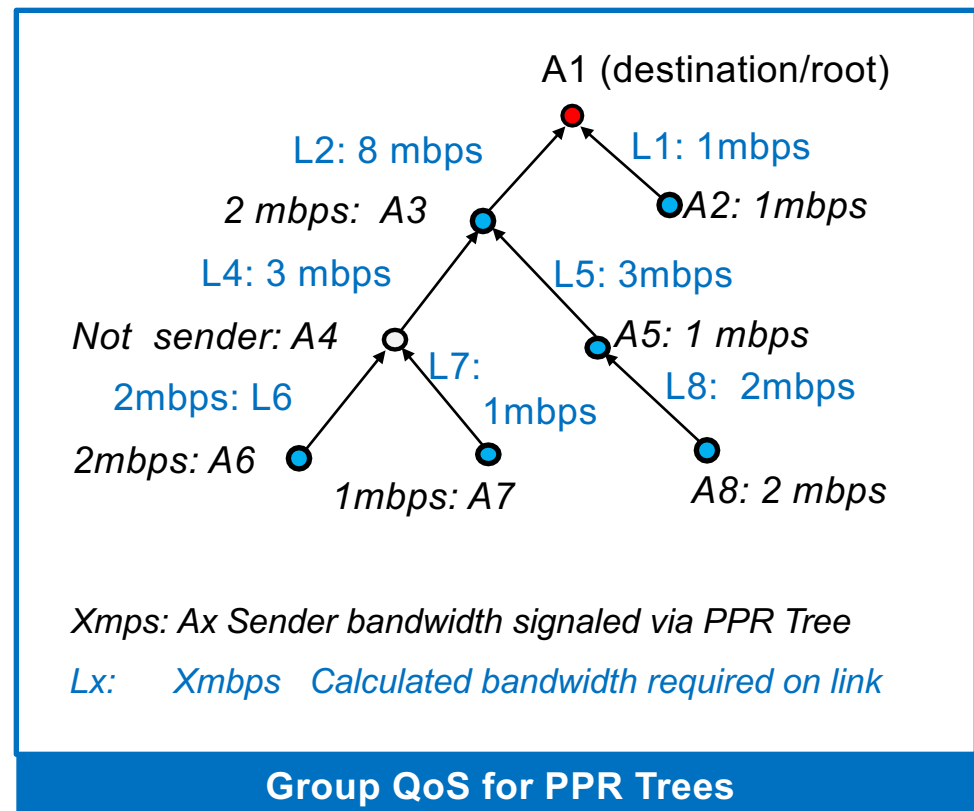 A1 (destination/root)
L2: 8 mbps
L1: 1mbps
2 mbps: A3
A2: 1mbps
L4: 3 mbps
L5: 3mbps
Not sender: A4
A5: 1 mbps
2mbps: L6
L7:
1mbps
L8: 2mbps
2mbps: A6
1mbps: A7
A8: 2 mbps
Xmps: Ax Sender bandwidth signaled via PPR Tree
Lx: Xmbps Calculated bandwidth required on link
Group QoS for PPR Trees